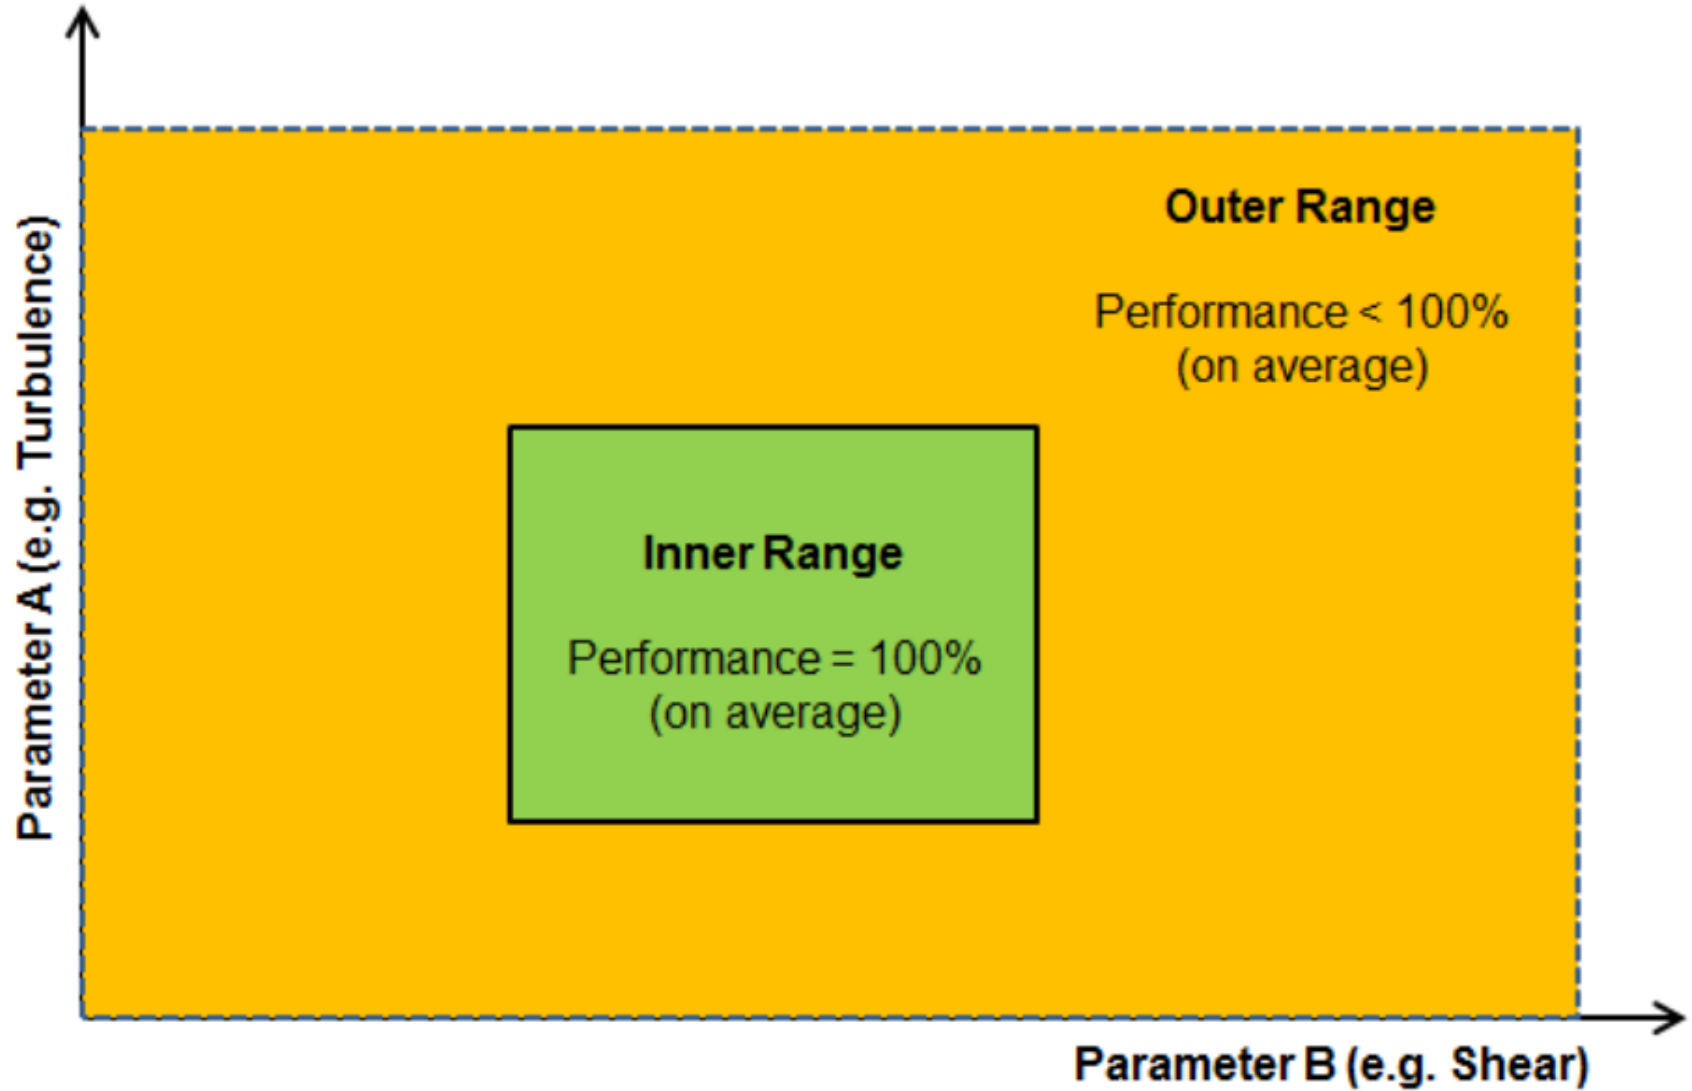 Parameter A (e.g. Turbulence)
Outer Range
Performance < 100%
(on average)
Inner Range
Performance = 100%
(on average)
Parameter B (e.g. Shear)